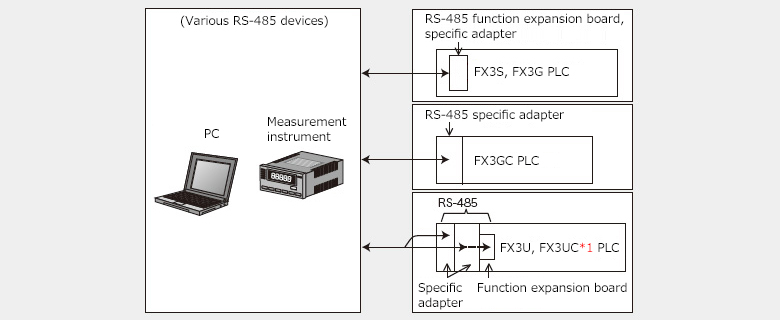 (Various RS-485 devices)
PC
Measurement
instrument
88888
RS-485 function expansion board,
specific adapter
FX3S, FX3G PLC
RS-485 specific adapter
FX3GC PLC
RS-485
FX3U, FX3UC*1 PLC
Specific
adapter
Function expansion board